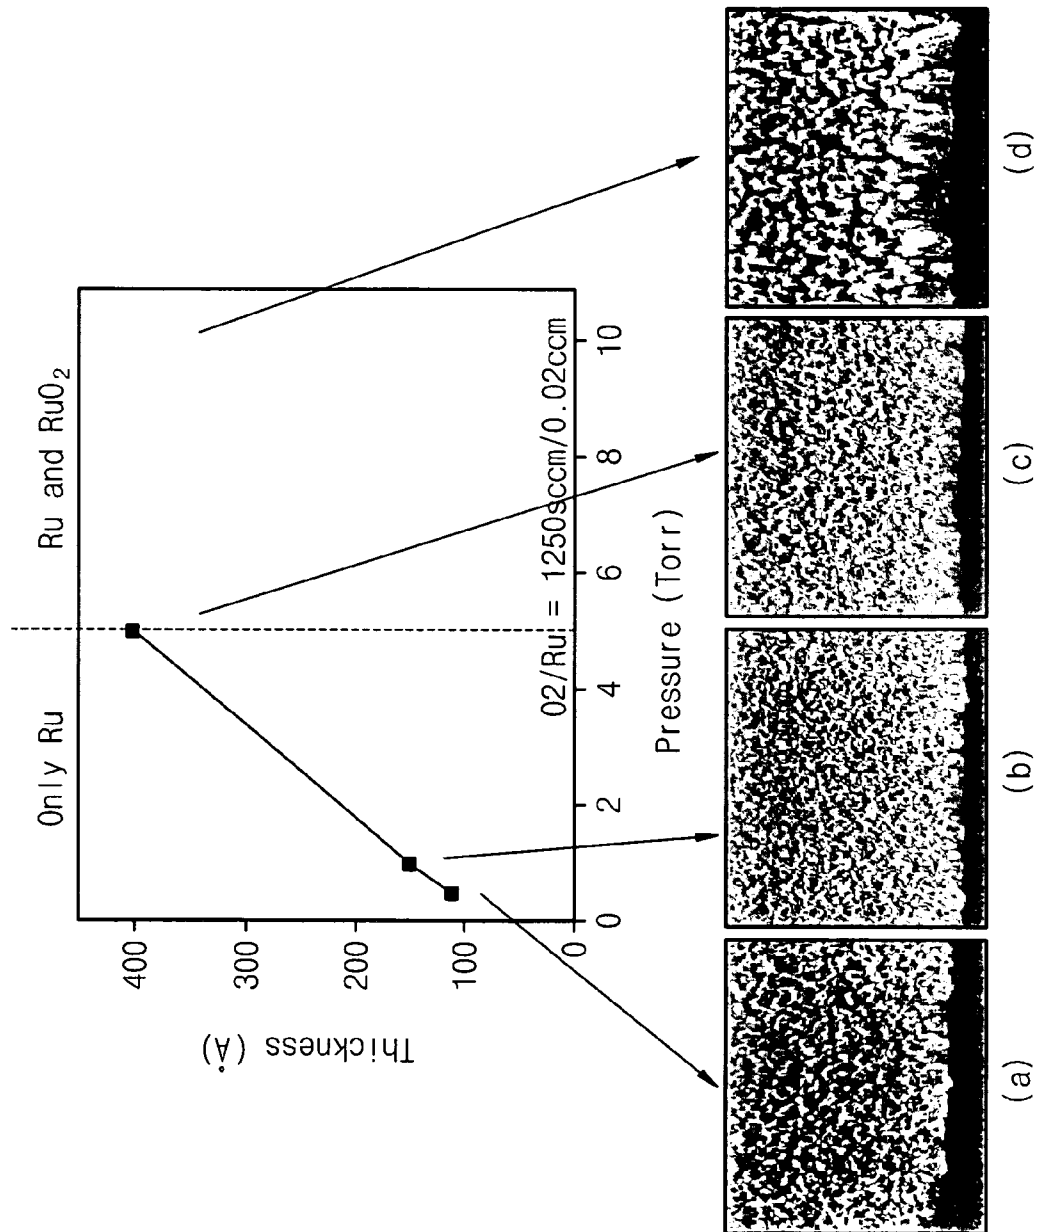 Only Ru
Ru and RuO₂
400
300
200
100
0
Thickness (Å)
O2/Ru = 1250sccm/0.02ccm
0
2
4
6
8
10
Pressure (Torr)
(a)
(b)
(c)
(d)